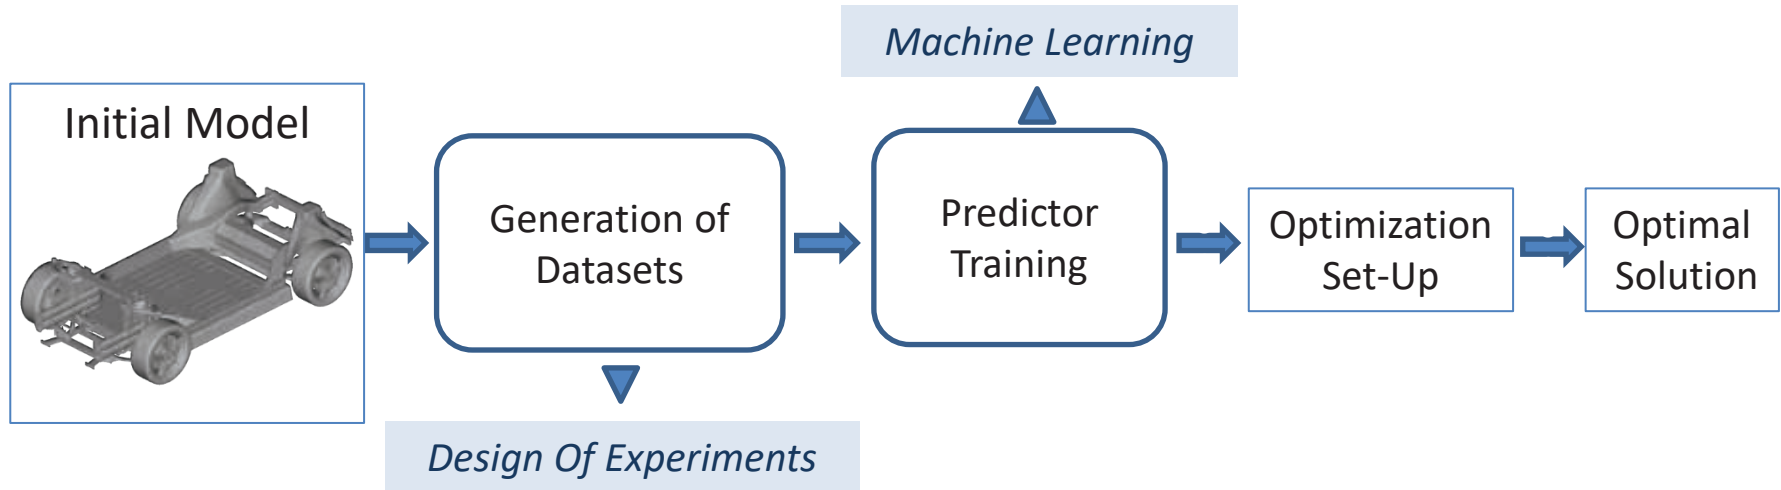 Machine Learning
Initial Model
Generation of
Datasets
Predictor
Training
Optimization
Set-Up
Optimal
Solution
Design Of Experiments